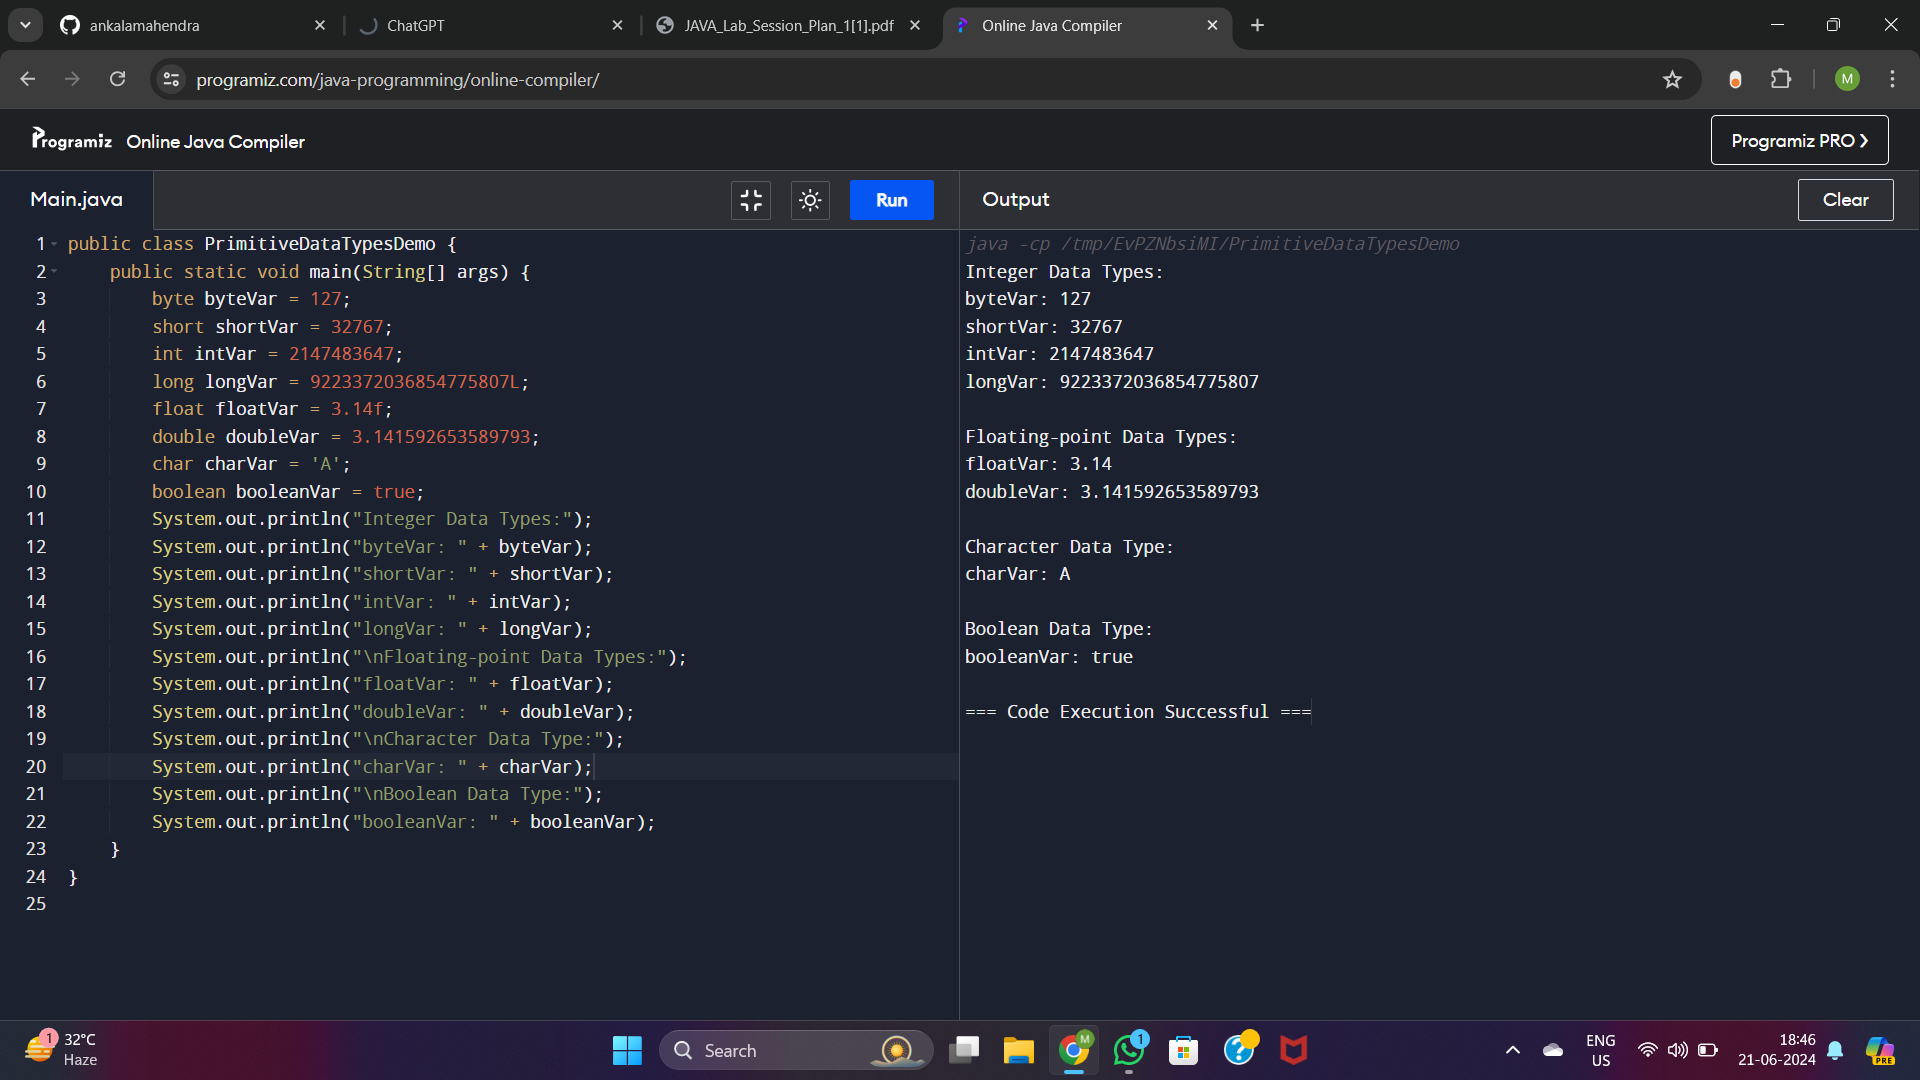 ankalamahendra
ChatGPT
JAVA_Lab_Session_Plan_1[1].pdf
Online Java Compiler
programiz.com/java-programming/online-compiler/
M
Programiz Online Java Compiler
Programiz PRO
Main.java
Run
Output
Clear
1 public class PrimitiveDataTypesDemo {
2     public static void main(String[] args) {
3         byte byteVar = 127;
4         short shortVar = 32767;
5         int intVar = 2147483647;
6         long longVar = 9223372036854775807L;
7         float floatVar = 3.14f;
8         double doubleVar = 3.141592653589793;
9         char charVar = 'A';
10         boolean booleanVar = true;
11         System.out.println("Integer Data Types:");
12         System.out.println("byteVar: " + byteVar);
13         System.out.println("shortVar: " + shortVar);
14         System.out.println("intVar: " + intVar);
15         System.out.println("longVar: " + longVar);
16         System.out.println("\nFloating-point Data Types:");
17         System.out.println("floatVar: " + floatVar);
18         System.out.println("doubleVar: " + doubleVar);
19         System.out.println("\nCharacter Data Type:");
20         System.out.println("charVar: " + charVar);
21         System.out.println("\nBoolean Data Type:");
22         System.out.println("booleanVar: " + booleanVar);
23     }
24 }
25
java -cp /tmp/EvPZNbsiMI/PrimitiveDataTypesDemo
Integer Data Types:
byteVar: 127
shortVar: 32767
intVar: 2147483647
longVar: 9223372036854775807
Floating-point Data Types:
floatVar: 3.14
doubleVar: 3.141592653589793
Character Data Type:
charVar: A
Boolean Data Type:
booleanVar: true
=== Code Execution Successful ===
1
32°C
Haze
Search
M
1
ENG
US
18:46
21-06-2024
PRE